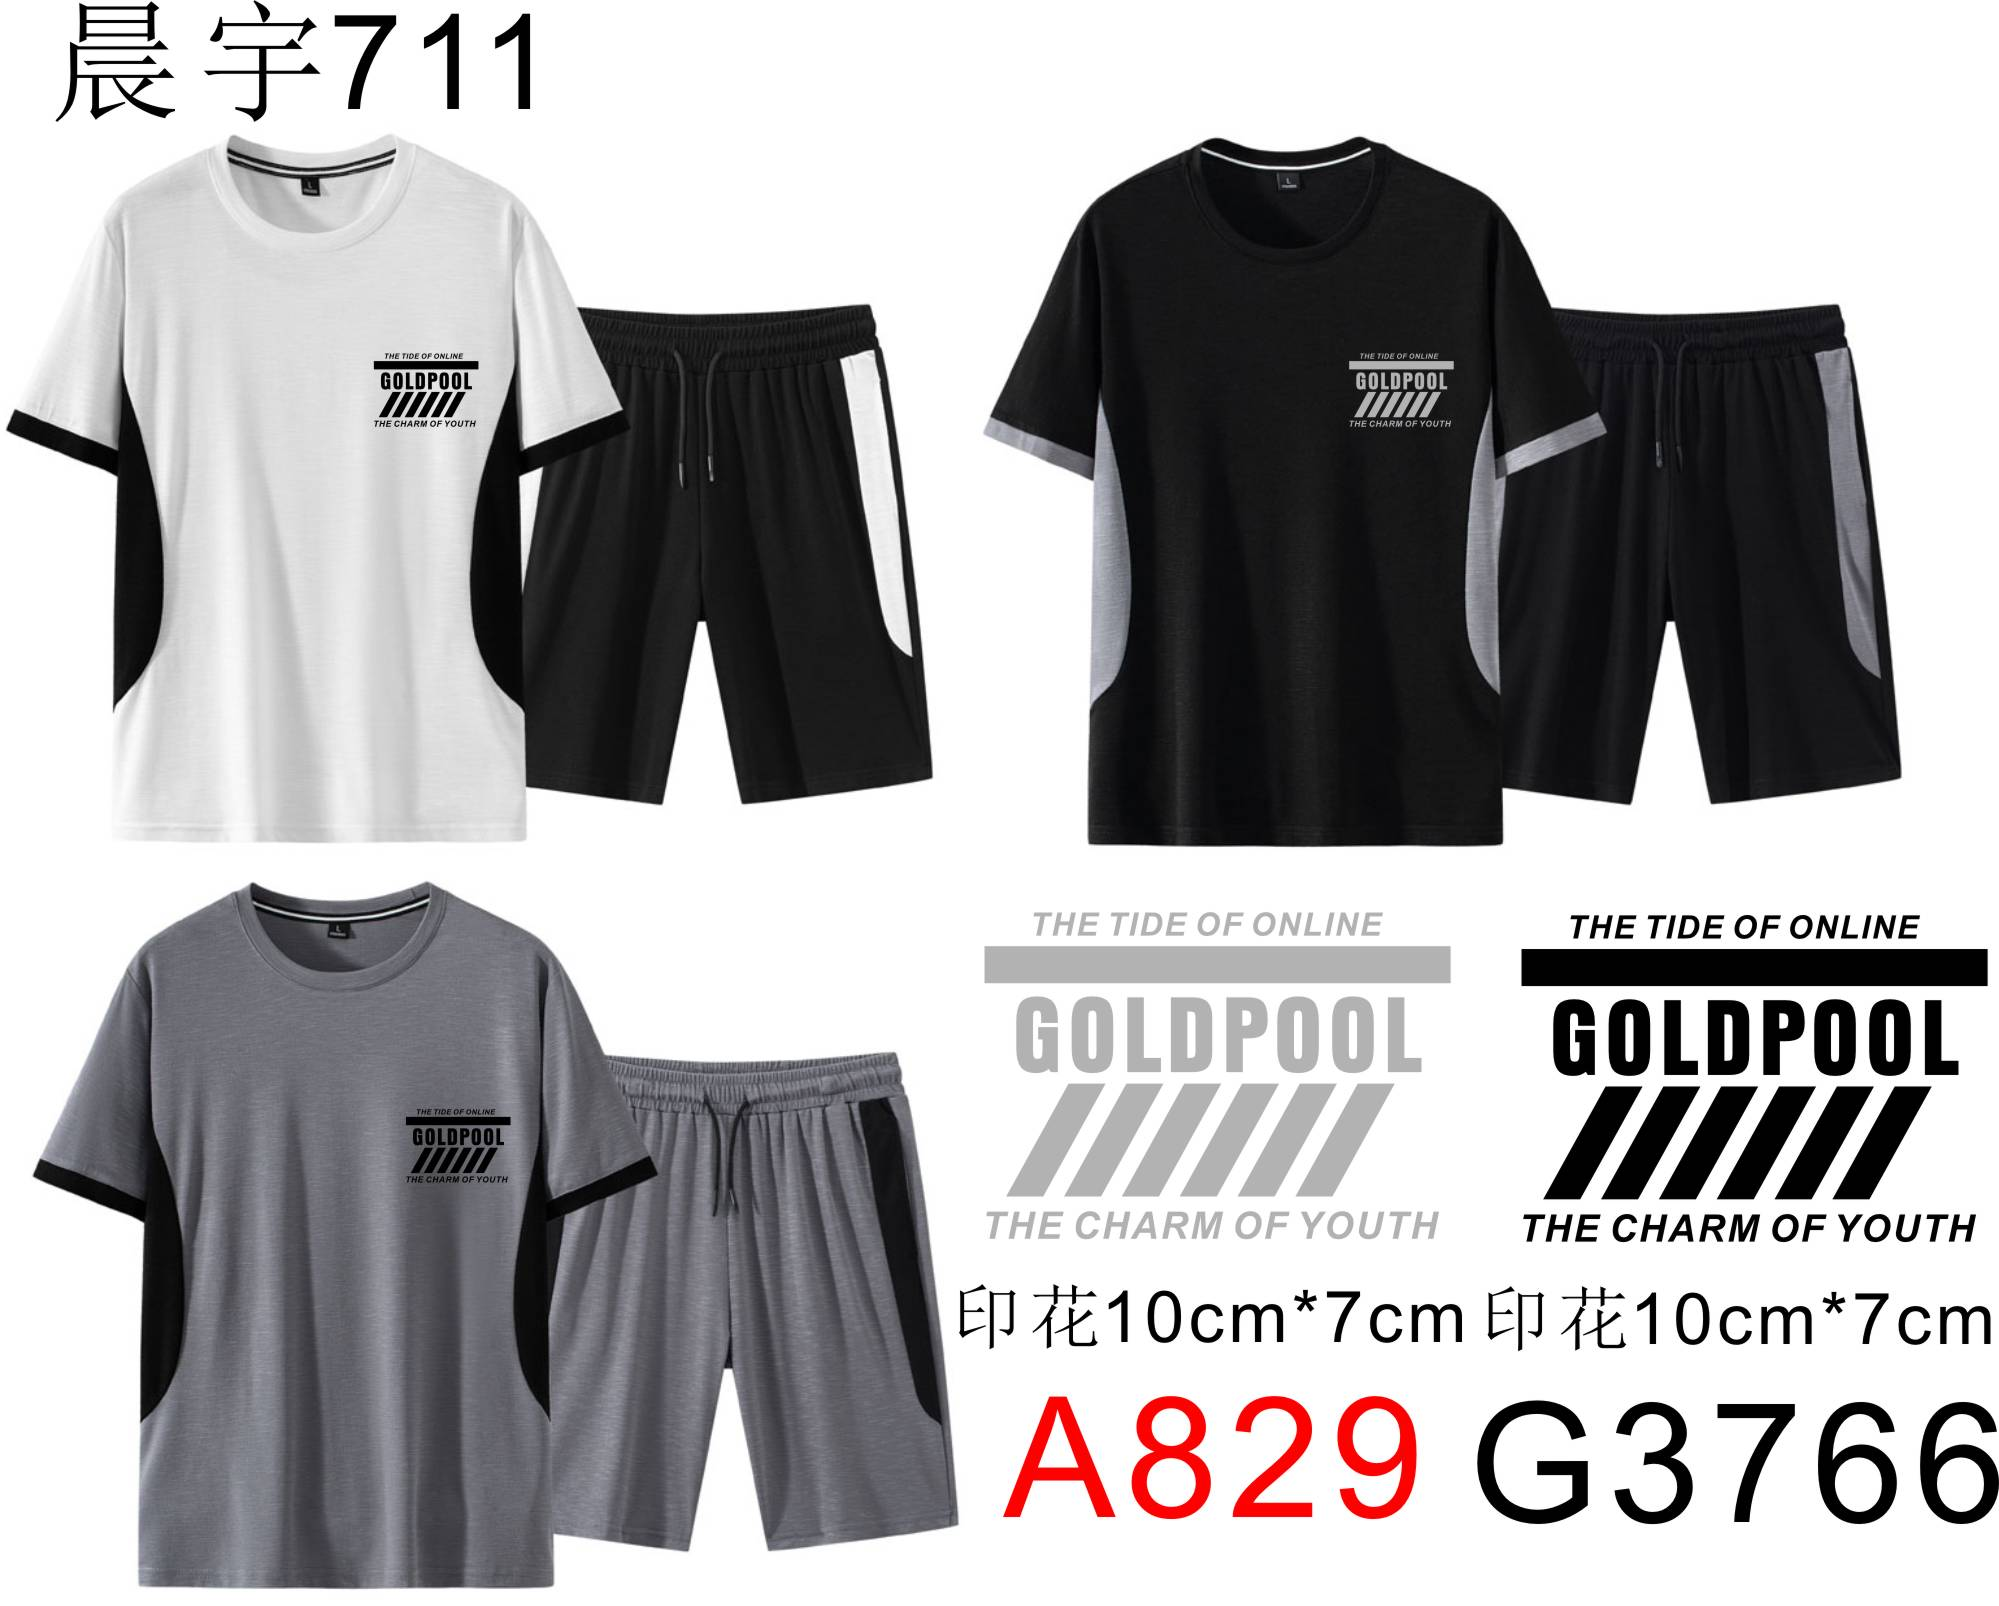 晨宇711
L
THE TIDE OF ONLINE
GOLDPOOL
THE CHARM OF YOUTH
L
THE TIDE OF ONLINE
GOLDPOOL
THE CHARM OF YOUTH
L
THE TIDE OF ONLINE
GOLDPOOL
THE CHARM OF YOUTH
THE TIDE OF ONLINE
GOLDPOOL
THE CHARM OF YOUTH
印花10cm*7cm
THE TIDE OF ONLINE
GOLDPOOL
THE CHARM OF YOUTH
印花10cm*7cm
A829
G3766